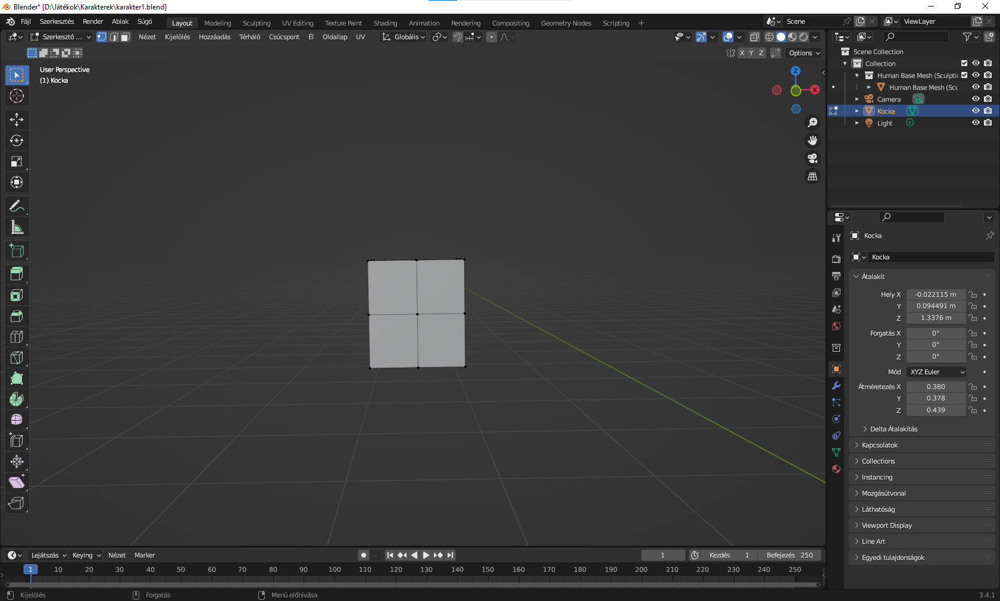 Blender* [D:\Játékok\Karakterek\karakter1.blend]
Fájl Szerkesztés Render Ablak Súgó Layout Modeling Sculpting UV Editing Texture Paint Shading Animation Rendering Compositing Geometry Nodes Scripting + Scene ViewLayer
Szerkesztő ... Nézet Kijelölés Hozzáadás Térháló Csúcspont Él Oldallap UV Globális
X Y Z Options
User Perspective
(1) Kocka
Z
X
Scene Collection
Collection
Human Base Mesh (Sculpti
Human Base Mesh (Scu
Camera
Kocka
Light
Kocka
Kocka
Átalakít
Hely X -0.022115 m
Y 0.094491 m
Z 1.3376 m
Forgatás X 0°
Y 0°
Z 0°
Mód XYZ Euler
Átméretezés X 0.380
Y 0.378
Z 0.439
Delta Átalakítás
Kapcsolatok
Collections
Instancing
Mozgásútvonal
Láthatóság
Viewport Display
Line Art
Egyedi tulajdonságok
Lejátszás Keying Nézet Marker 1 Kezdés 1 Befejezés 250
1 10 20 30 40 50 60 70 80 90 100 110 120 130 140 150 160 170 180 190 200 210 220 230 240 250
Kijelölés Forgatás Menü előhívása 3.4.1